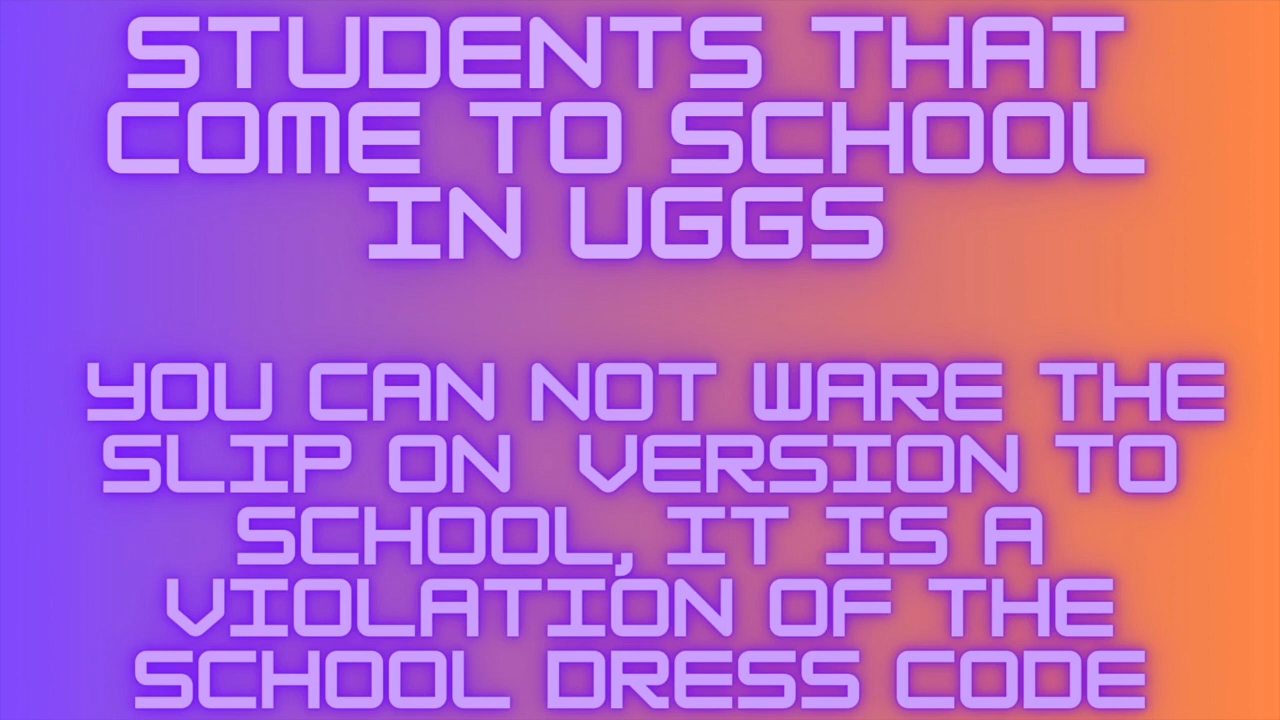 STUDENTS THAT
COME TO SCHOOL
IN UGGS
YOU CAN NOT WARE THE
SLIP ON VERSION TO
SCHOOL, IT IS A
VIOLATION OF THE
SCHOOL DRESS CODE